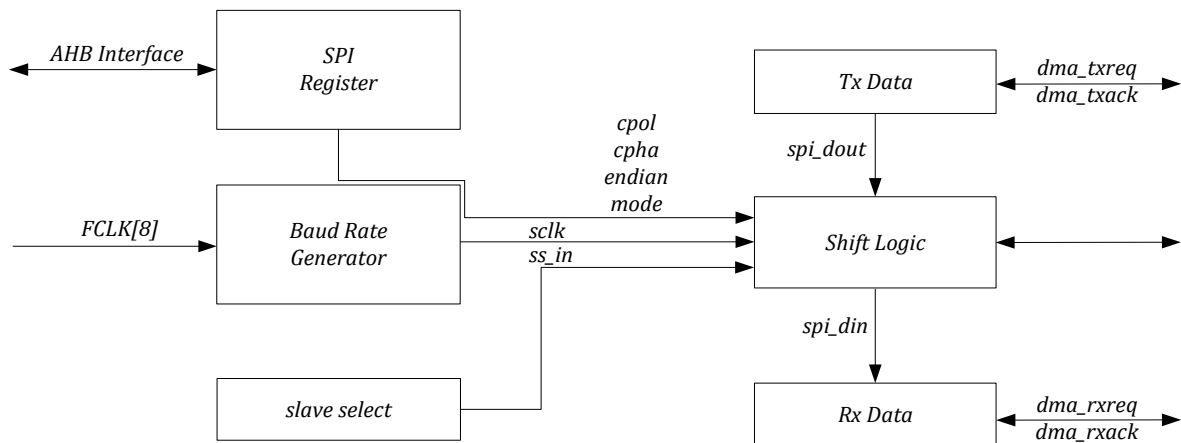 AHB Interface
SPI
Register
Tx Data
dma_txreq
dma_txack
cpol
cpha
endian
mode
spi_dout
FCLK[8]
Baud Rate
Generator
sclk
ss_in
Shift Logic
spi_din
slave select
Rx Data
dma_rxreq
dma_rxack